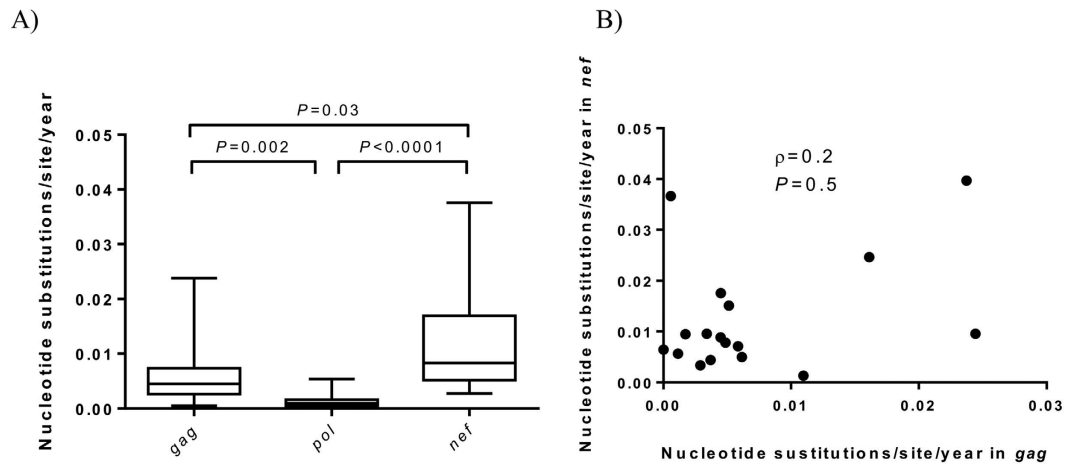 A)
Nucleotide substitutions/site/year
P=0.03
P=0.002
P<0.0001
0.05
0.04
0.03
0.02
0.01
0.00
gag
pol
nef
B)
Nucleotide substitutions/site/year in nef
ρ=0.2
P=0.5
0.05
0.04
0.03
0.02
0.01
0.00
0.00
0.01
0.02
0.03
Nucleotide sustitutions/site/year in gag